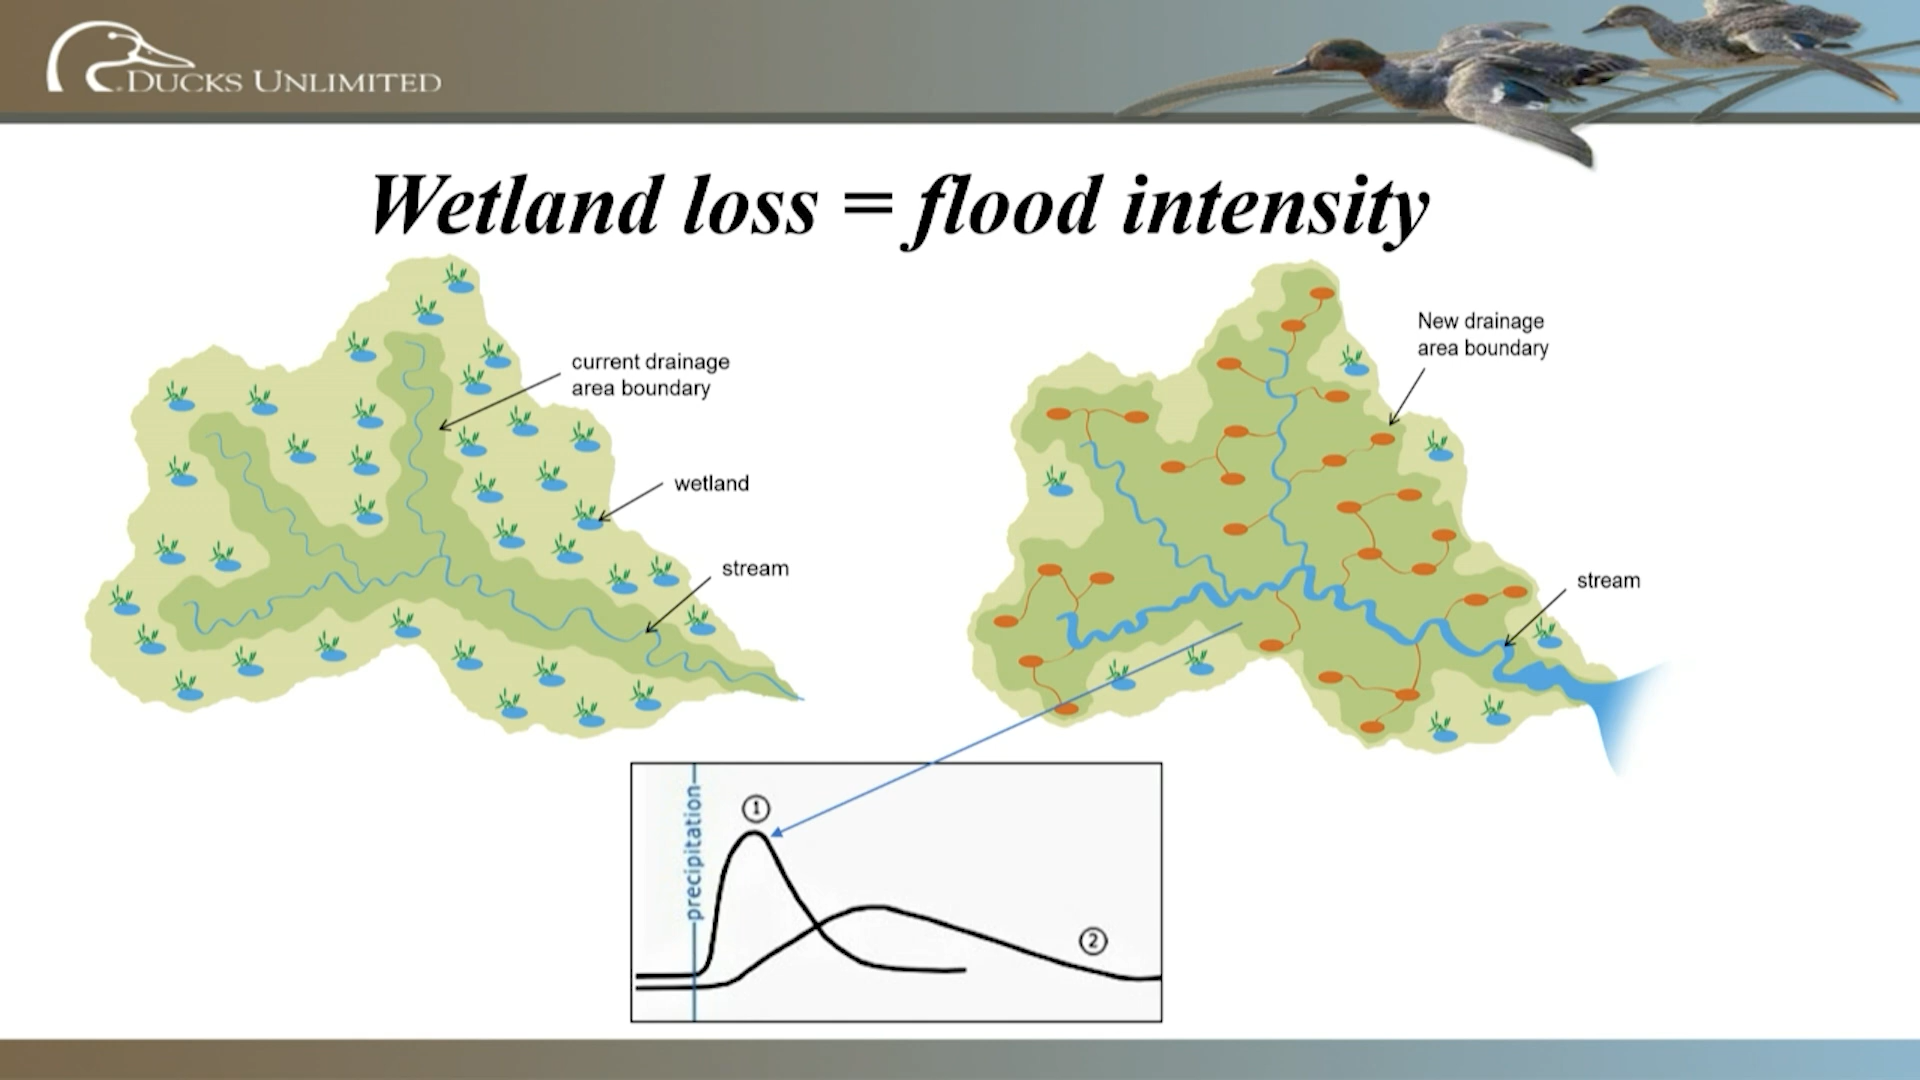 DUCKS UNLIMITED
Wetland loss = flood intensity
current drainage
area boundary
wetland
stream
New drainage
area boundary
stream
precipitation
1
2